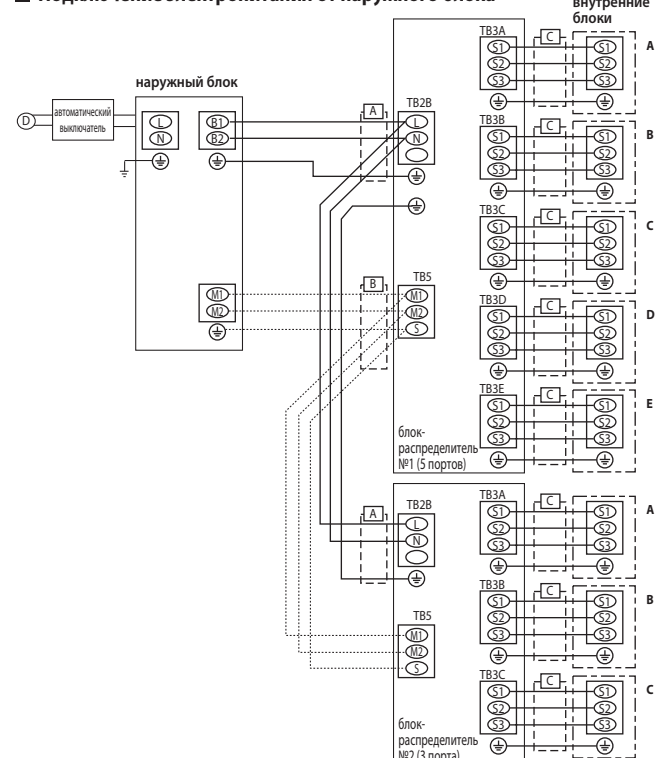 Подключение электропитания от наружного блока
внутренние
блоки
наружный блок
D
автоматический
выключатель
L
N
B1
B2
M1
M2
A
TB2B
L
N
B
TB5
M1
M2
S
TB3A
S1
S2
S3
C
S1
S2
S3
A
TB3B
S1
S2
S3
C
S1
S2
S3
B
TB3C
S1
S2
S3
C
S1
S2
S3
C
TB3D
S1
S2
S3
C
S1
S2
S3
D
TB3E
S1
S2
S3
C
S1
S2
S3
E
блок-
распределитель
№1 (5 портов)
A
TB2B
L
N
TB5
M1
M2
S
TB3A
S1
S2
S3
C
S1
S2
S3
A
TB3B
S1
S2
S3
C
S1
S2
S3
B
TB3C
S1
S2
S3
C
S1
S2
S3
C
блок-
распределитель
№2 (3 порта)